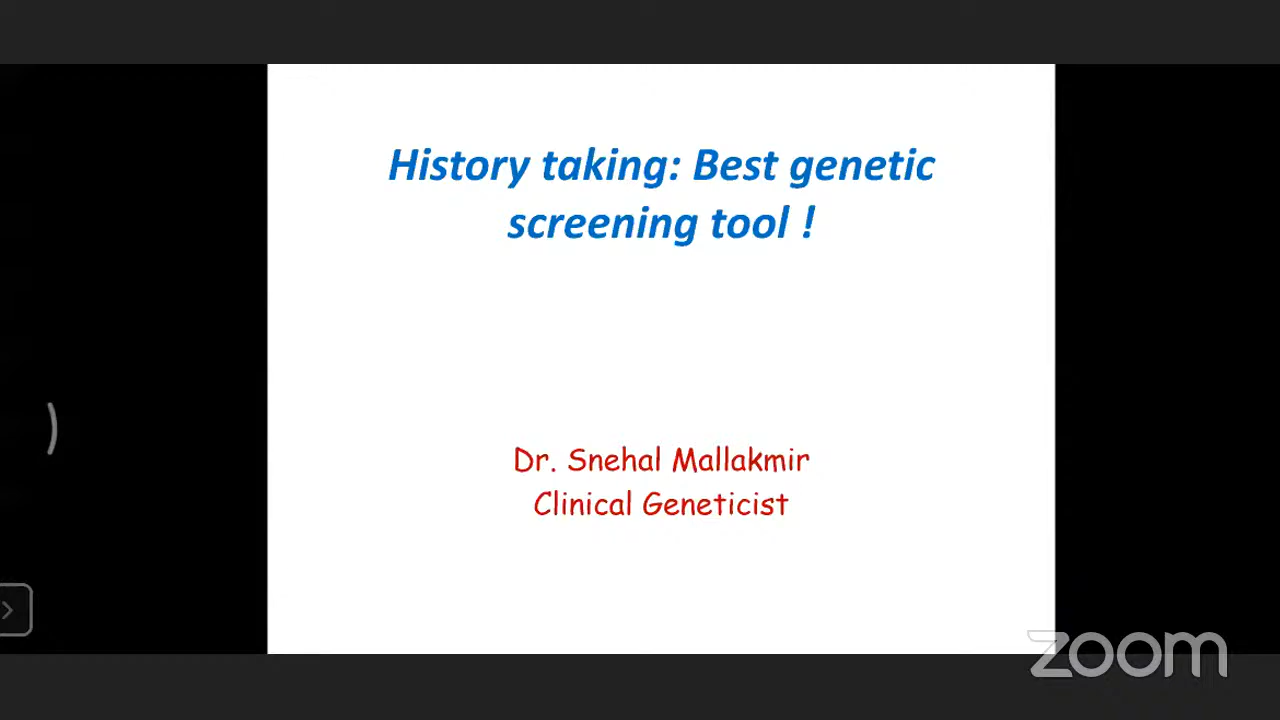 History taking: Best genetic
screening tool !
Dr. Snehal Mallakmir
Clinical Geneticist
zoom